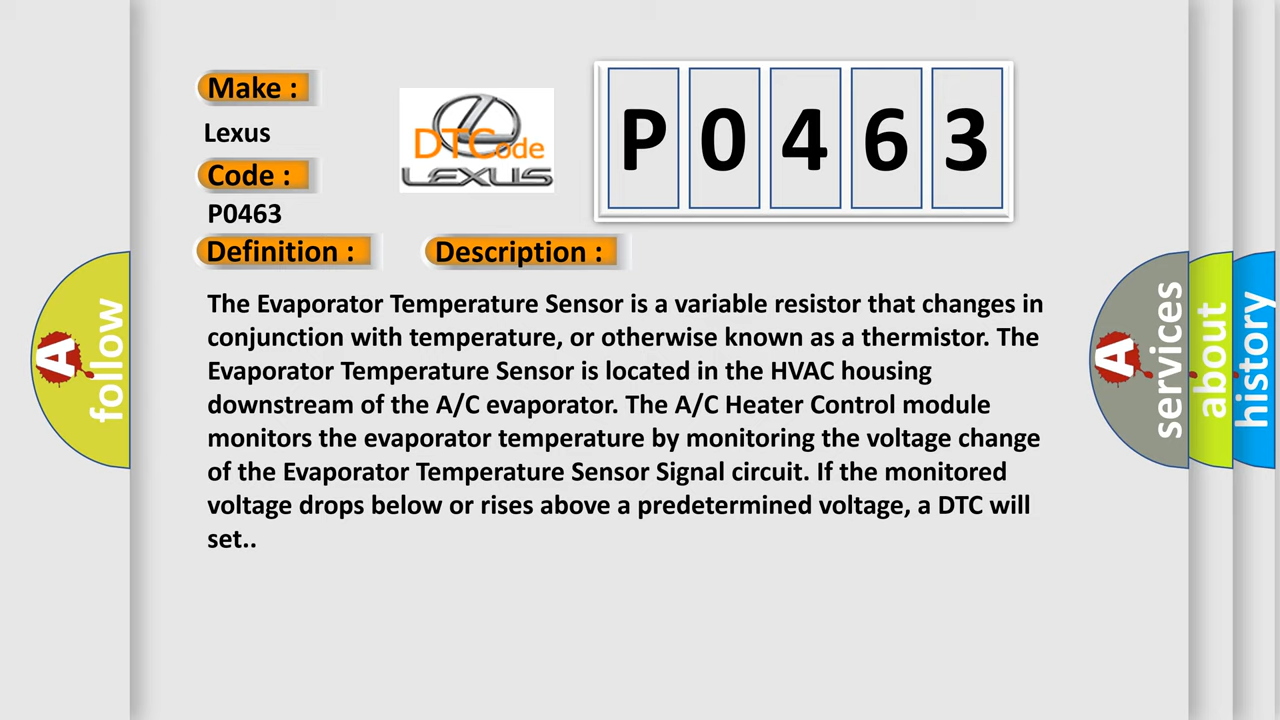 Make :
Lexus
Code :
P0463
Definition :
Description :
DTCode
LEXUS
P0463
The Evaporator Temperature Sensor is a variable resistor that changes in
conjunction with temperature, or otherwise known as a thermistor. The
Evaporator Temperature Sensor is located in the HVAC housing
downstream of the A/C evaporator. The A/C Heater Control module
monitors the evaporator temperature by monitoring the voltage change
of the Evaporator Temperature Sensor Signal circuit. If the monitored
voltage drops below or rises above a predetermined voltage, a DTC will
set..
A follow
A services
about
history